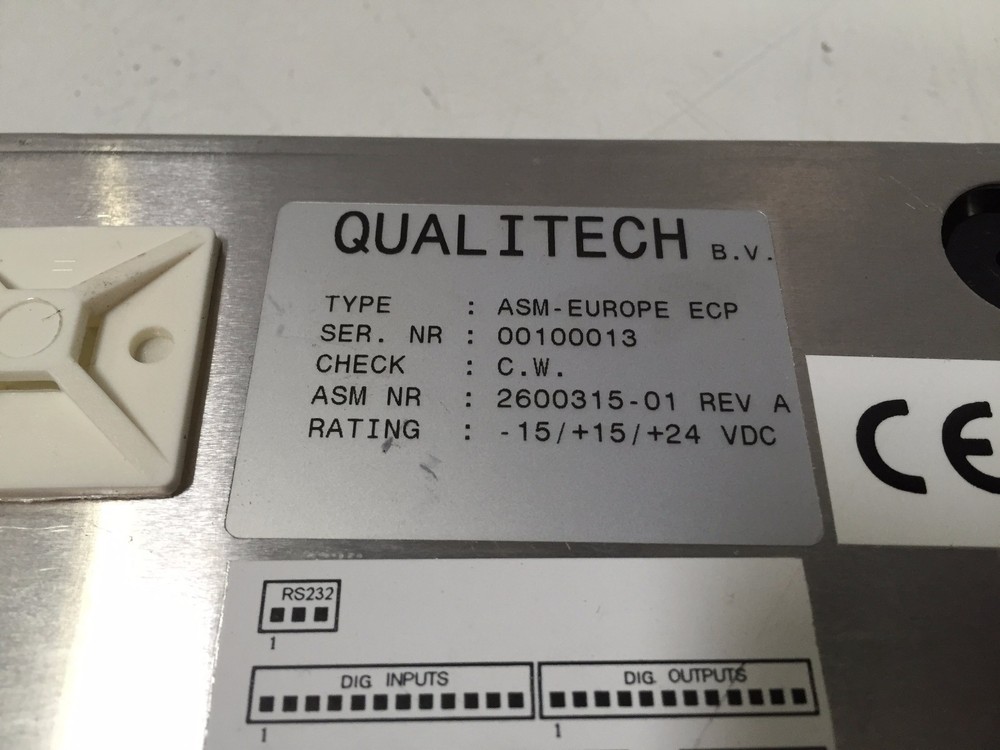 QUALITECH B.V.
TYPE : ASM-EUROPE ECP
SER. NR : 00100013
CHECK : C.W.
ASM NR : 2600315-01 REV A
RATING : -15/+15/+24 VDC
CE
RS232
1
DIG. INPUTS
DIG. OUTPUTS
1
1